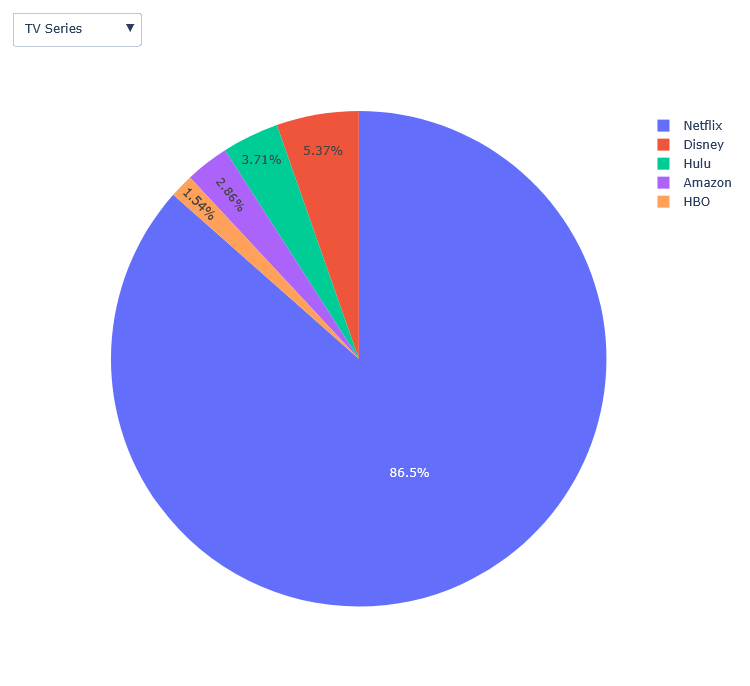 TV Series ▼
Netflix
Disney
Hulu
Amazon
HBO
5.37%
3.71%
2.86%
1.54%
86.5%